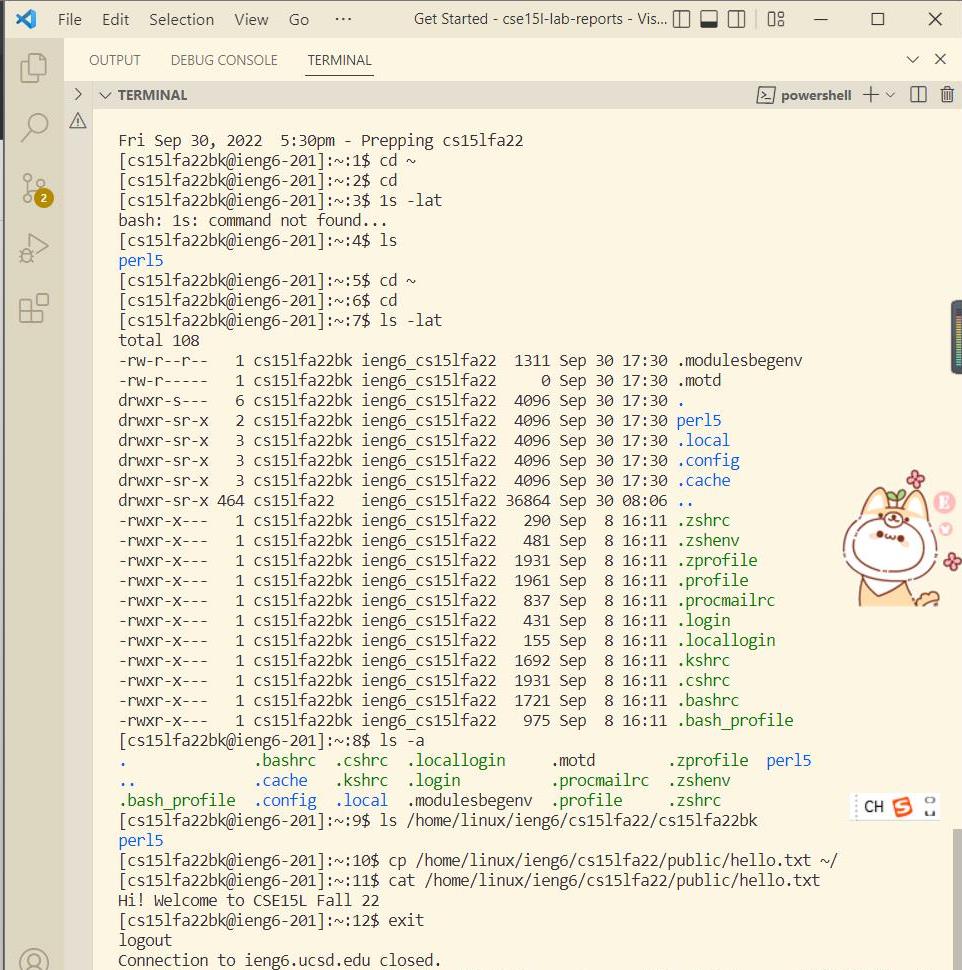 File Edit Selection View Go ··· Get Started - cse15l-lab-reports - Vis...
OUTPUT DEBUG CONSOLE TERMINAL
TERMINAL powershell
2
Fri Sep 30, 2022  5:30pm - Prepping cs15lfa22
[cs15lfa22bk@ieng6-201]:~:1$ cd ~
[cs15lfa22bk@ieng6-201]:~:2$ cd
[cs15lfa22bk@ieng6-201]:~:3$ 1s -lat
bash: 1s: command not found...
[cs15lfa22bk@ieng6-201]:~:4$ ls
perl5
[cs15lfa22bk@ieng6-201]:~:5$ cd ~
[cs15lfa22bk@ieng6-201]:~:6$ cd
[cs15lfa22bk@ieng6-201]:~:7$ ls -lat
total 108
-rw-r--r--   1 cs15lfa22bk ieng6_cs15lfa22  1311 Sep 30 17:30 .modulesbegenv
-rw-r-----   1 cs15lfa22bk ieng6_cs15lfa22     0 Sep 30 17:30 .motd
drwxr-s---   6 cs15lfa22bk ieng6_cs15lfa22  4096 Sep 30 17:30 .
drwxr-sr-x   2 cs15lfa22bk ieng6_cs15lfa22  4096 Sep 30 17:30 perl5
drwxr-sr-x   3 cs15lfa22bk ieng6_cs15lfa22  4096 Sep 30 17:30 .local
drwxr-sr-x   3 cs15lfa22bk ieng6_cs15lfa22  4096 Sep 30 17:30 .config
drwxr-sr-x   3 cs15lfa22bk ieng6_cs15lfa22  4096 Sep 30 17:30 .cache
drwxr-sr-x 464 cs15lfa22   ieng6_cs15lfa22 36864 Sep 30 08:06 ..
-rwxr-x---   1 cs15lfa22bk ieng6_cs15lfa22   290 Sep  8 16:11 .zshrc
-rwxr-x---   1 cs15lfa22bk ieng6_cs15lfa22   481 Sep  8 16:11 .zshenv
-rwxr-x---   1 cs15lfa22bk ieng6_cs15lfa22  1931 Sep  8 16:11 .zprofile
-rwxr-x---   1 cs15lfa22bk ieng6_cs15lfa22  1961 Sep  8 16:11 .profile
-rwxr-x---   1 cs15lfa22bk ieng6_cs15lfa22   837 Sep  8 16:11 .procmailrc
-rwxr-x---   1 cs15lfa22bk ieng6_cs15lfa22   431 Sep  8 16:11 .login
-rwxr-x---   1 cs15lfa22bk ieng6_cs15lfa22   155 Sep  8 16:11 .locallogin
-rwxr-x---   1 cs15lfa22bk ieng6_cs15lfa22  1692 Sep  8 16:11 .kshrc
-rwxr-x---   1 cs15lfa22bk ieng6_cs15lfa22  1931 Sep  8 16:11 .cshrc
-rwxr-x---   1 cs15lfa22bk ieng6_cs15lfa22  1721 Sep  8 16:11 .bashrc
-rwxr-x---   1 cs15lfa22bk ieng6_cs15lfa22   975 Sep  8 16:11 .bash_profile
[cs15lfa22bk@ieng6-201]:~:8$ ls -a
.              .bashrc  .cshrc  .locallogin     .motd        .zprofile  perl5
..             .cache   .kshrc  .login          .procmailrc  .zshenv
.bash_profile  .config  .local  .modulesbegenv  .profile     .zshrc
[cs15lfa22bk@ieng6-201]:~:9$ ls /home/linux/ieng6/cs15lfa22/cs15lfa22bk
perl5
[cs15lfa22bk@ieng6-201]:~:10$ cp /home/linux/ieng6/cs15lfa22/public/hello.txt ~/
[cs15lfa22bk@ieng6-201]:~:11$ cat /home/linux/ieng6/cs15lfa22/public/hello.txt
Hi! Welcome to CSE15L Fall 22
[cs15lfa22bk@ieng6-201]:~:12$ exit
logout
Connection to ieng6.ucsd.edu closed.
E
CH S